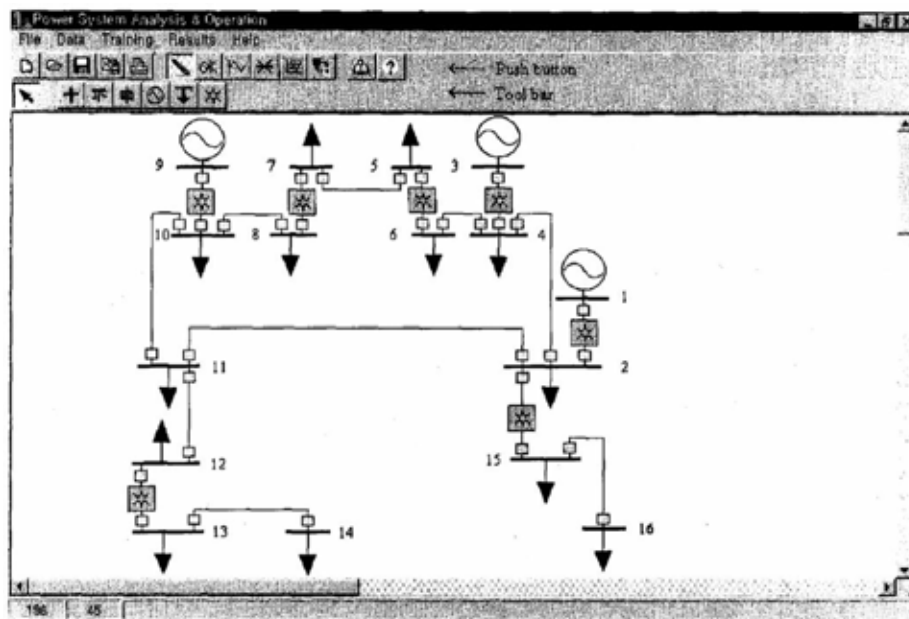 Power System Analysis & Operation
File Data Training Results Help
OK ?
Push button
Tool bar
9 7 5 3
10 8 6 4
1
11 2
12 15
13 14 16
196 45